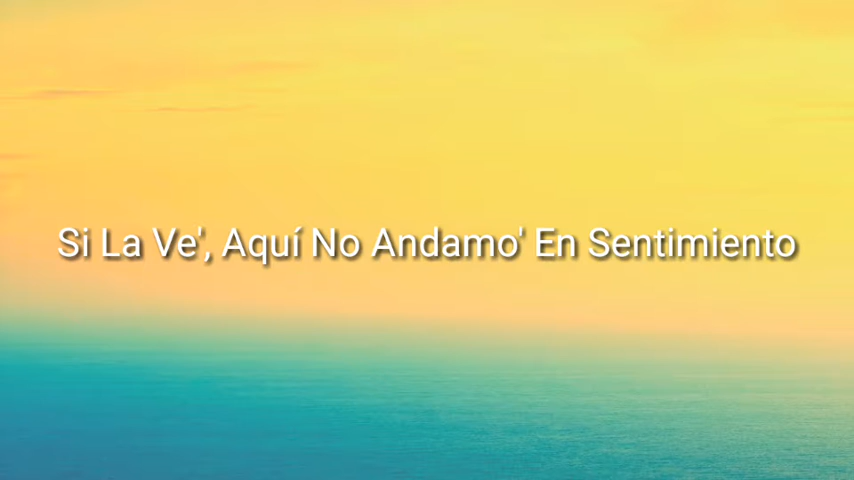 Si La Ve', Aquí No Andamo' En Sentimiento